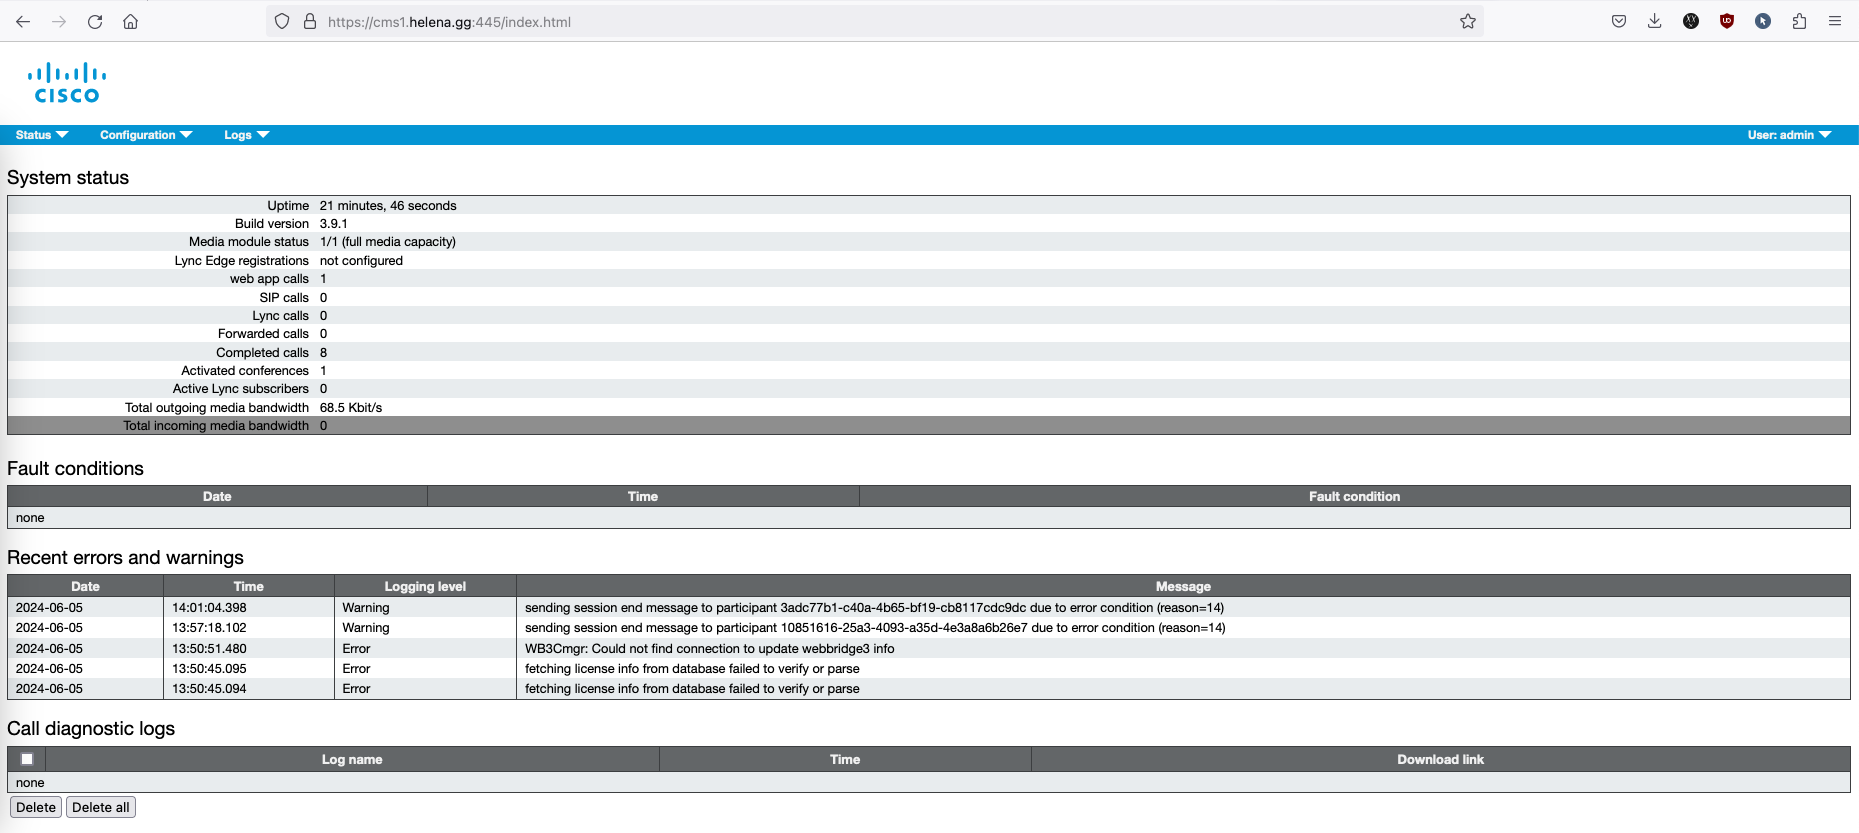 https://cms1.helena.gg:445/index.html
CISCO
Status Configuration Logs User: admin
System status
Uptime 21 minutes, 46 seconds
Build version 3.9.1
Media module status 1/1 (full media capacity)
Lync Edge registrations not configured
web app calls 1
SIP calls 0
Lync calls 0
Forwarded calls 0
Completed calls 8
Activated conferences 1
Active Lync subscribers 0
Total outgoing media bandwidth 68.5 Kbit/s
Total incoming media bandwidth 0
Fault conditions
Date Time Fault condition
none
Recent errors and warnings
Date Time Logging level Message
2024-06-05 14:01:04.398 Warning sending session end message to participant 3adc77b1-c40a-4b65-bf19-cb8117cdc9dc due to error condition (reason=14)
2024-06-05 13:57:18.102 Warning sending session end message to participant 10851616-25a3-4093-a35d-4e3a8a6b26e7 due to error condition (reason=14)
2024-06-05 13:50:51.480 Error WB3Cmgr: Could not find connection to update webbridge3 info
2024-06-05 13:50:45.095 Error fetching license info from database failed to verify or parse
2024-06-05 13:50:45.094 Error fetching license info from database failed to verify or parse
Call diagnostic logs
Log name Time Download link
none
Delete Delete all